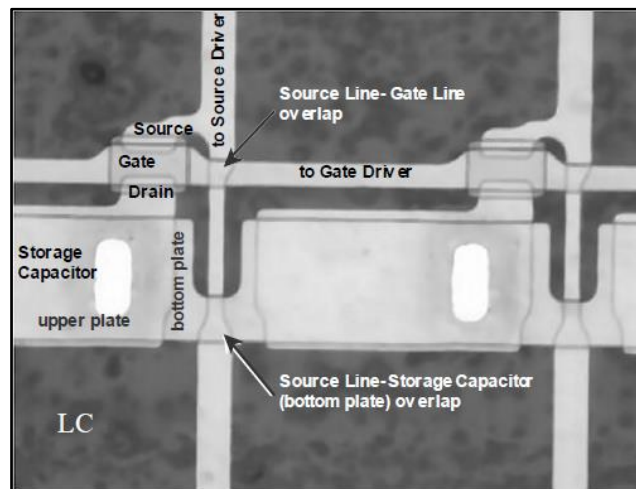 to Source Driver
Source Line- Gate Line
overlap
Source
Gate
to Gate Driver
Drain
Storage
Capacitor
bottom plate
upper plate
Source Line-Storage Capacitor
(bottom plate) overlap
LC